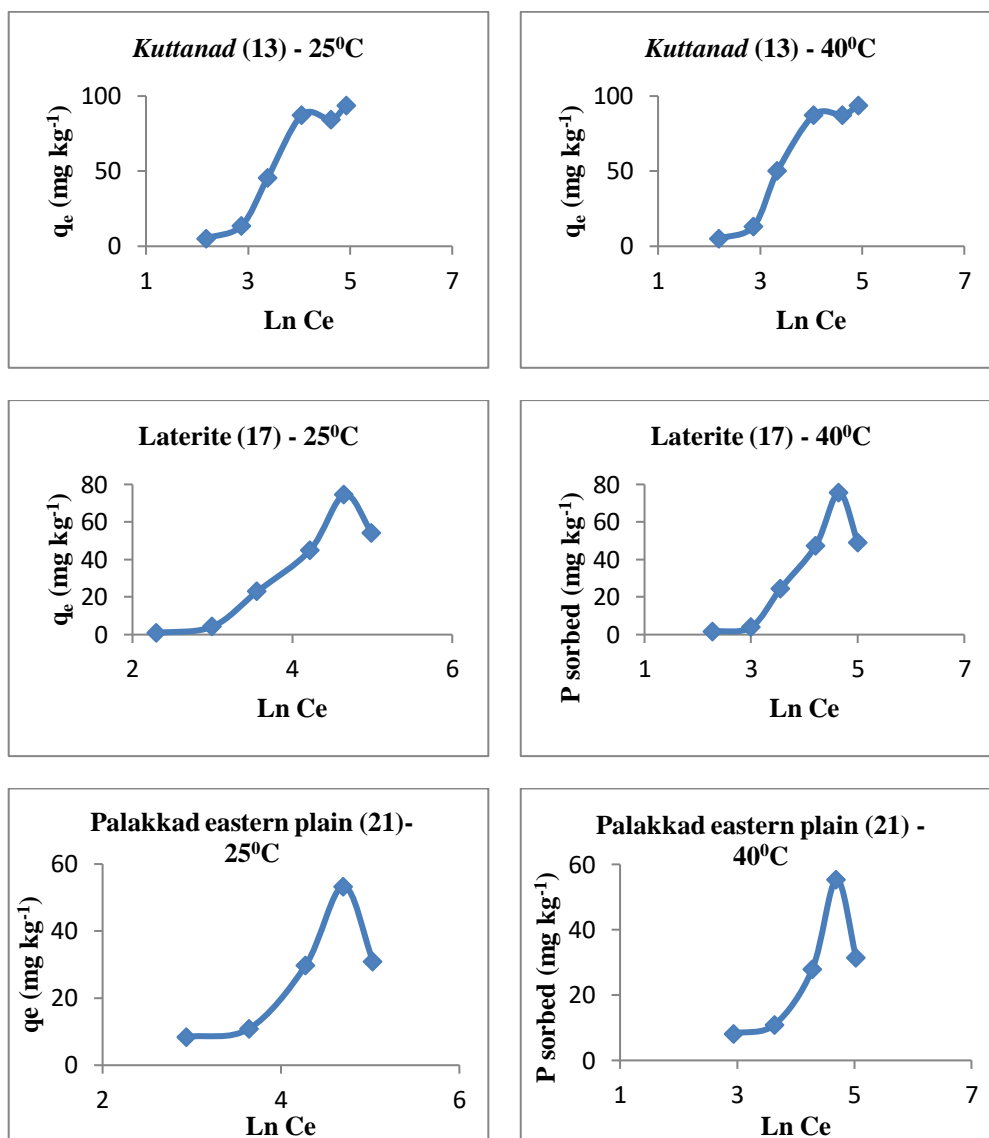 Kuttanad (13) - 25⁰C
qₑ (mg kg⁻¹)
100
50
0
1 3 5 7
Ln Ce
Kuttanad (13) - 40⁰C
qₑ (mg kg⁻¹)
100
50
0
1 3 5 7
Ln Ce
Laterite (17) - 25⁰C
qₑ (mg kg⁻¹)
80
60
40
20
0
2 4 6
Ln Ce
Laterite (17) - 40⁰C
P sorbed (mg kg⁻¹)
80
60
40
20
0
1 3 5 7
Ln Ce
Palakkad eastern plain (21)-
25⁰C
qe (mg kg⁻¹)
60
40
20
0
2 4 6
Ln Ce
Palakkad eastern plain (21) -
40⁰C
P sorbed (mg kg⁻¹)
60
40
20
0
1 3 5 7
Ln Ce